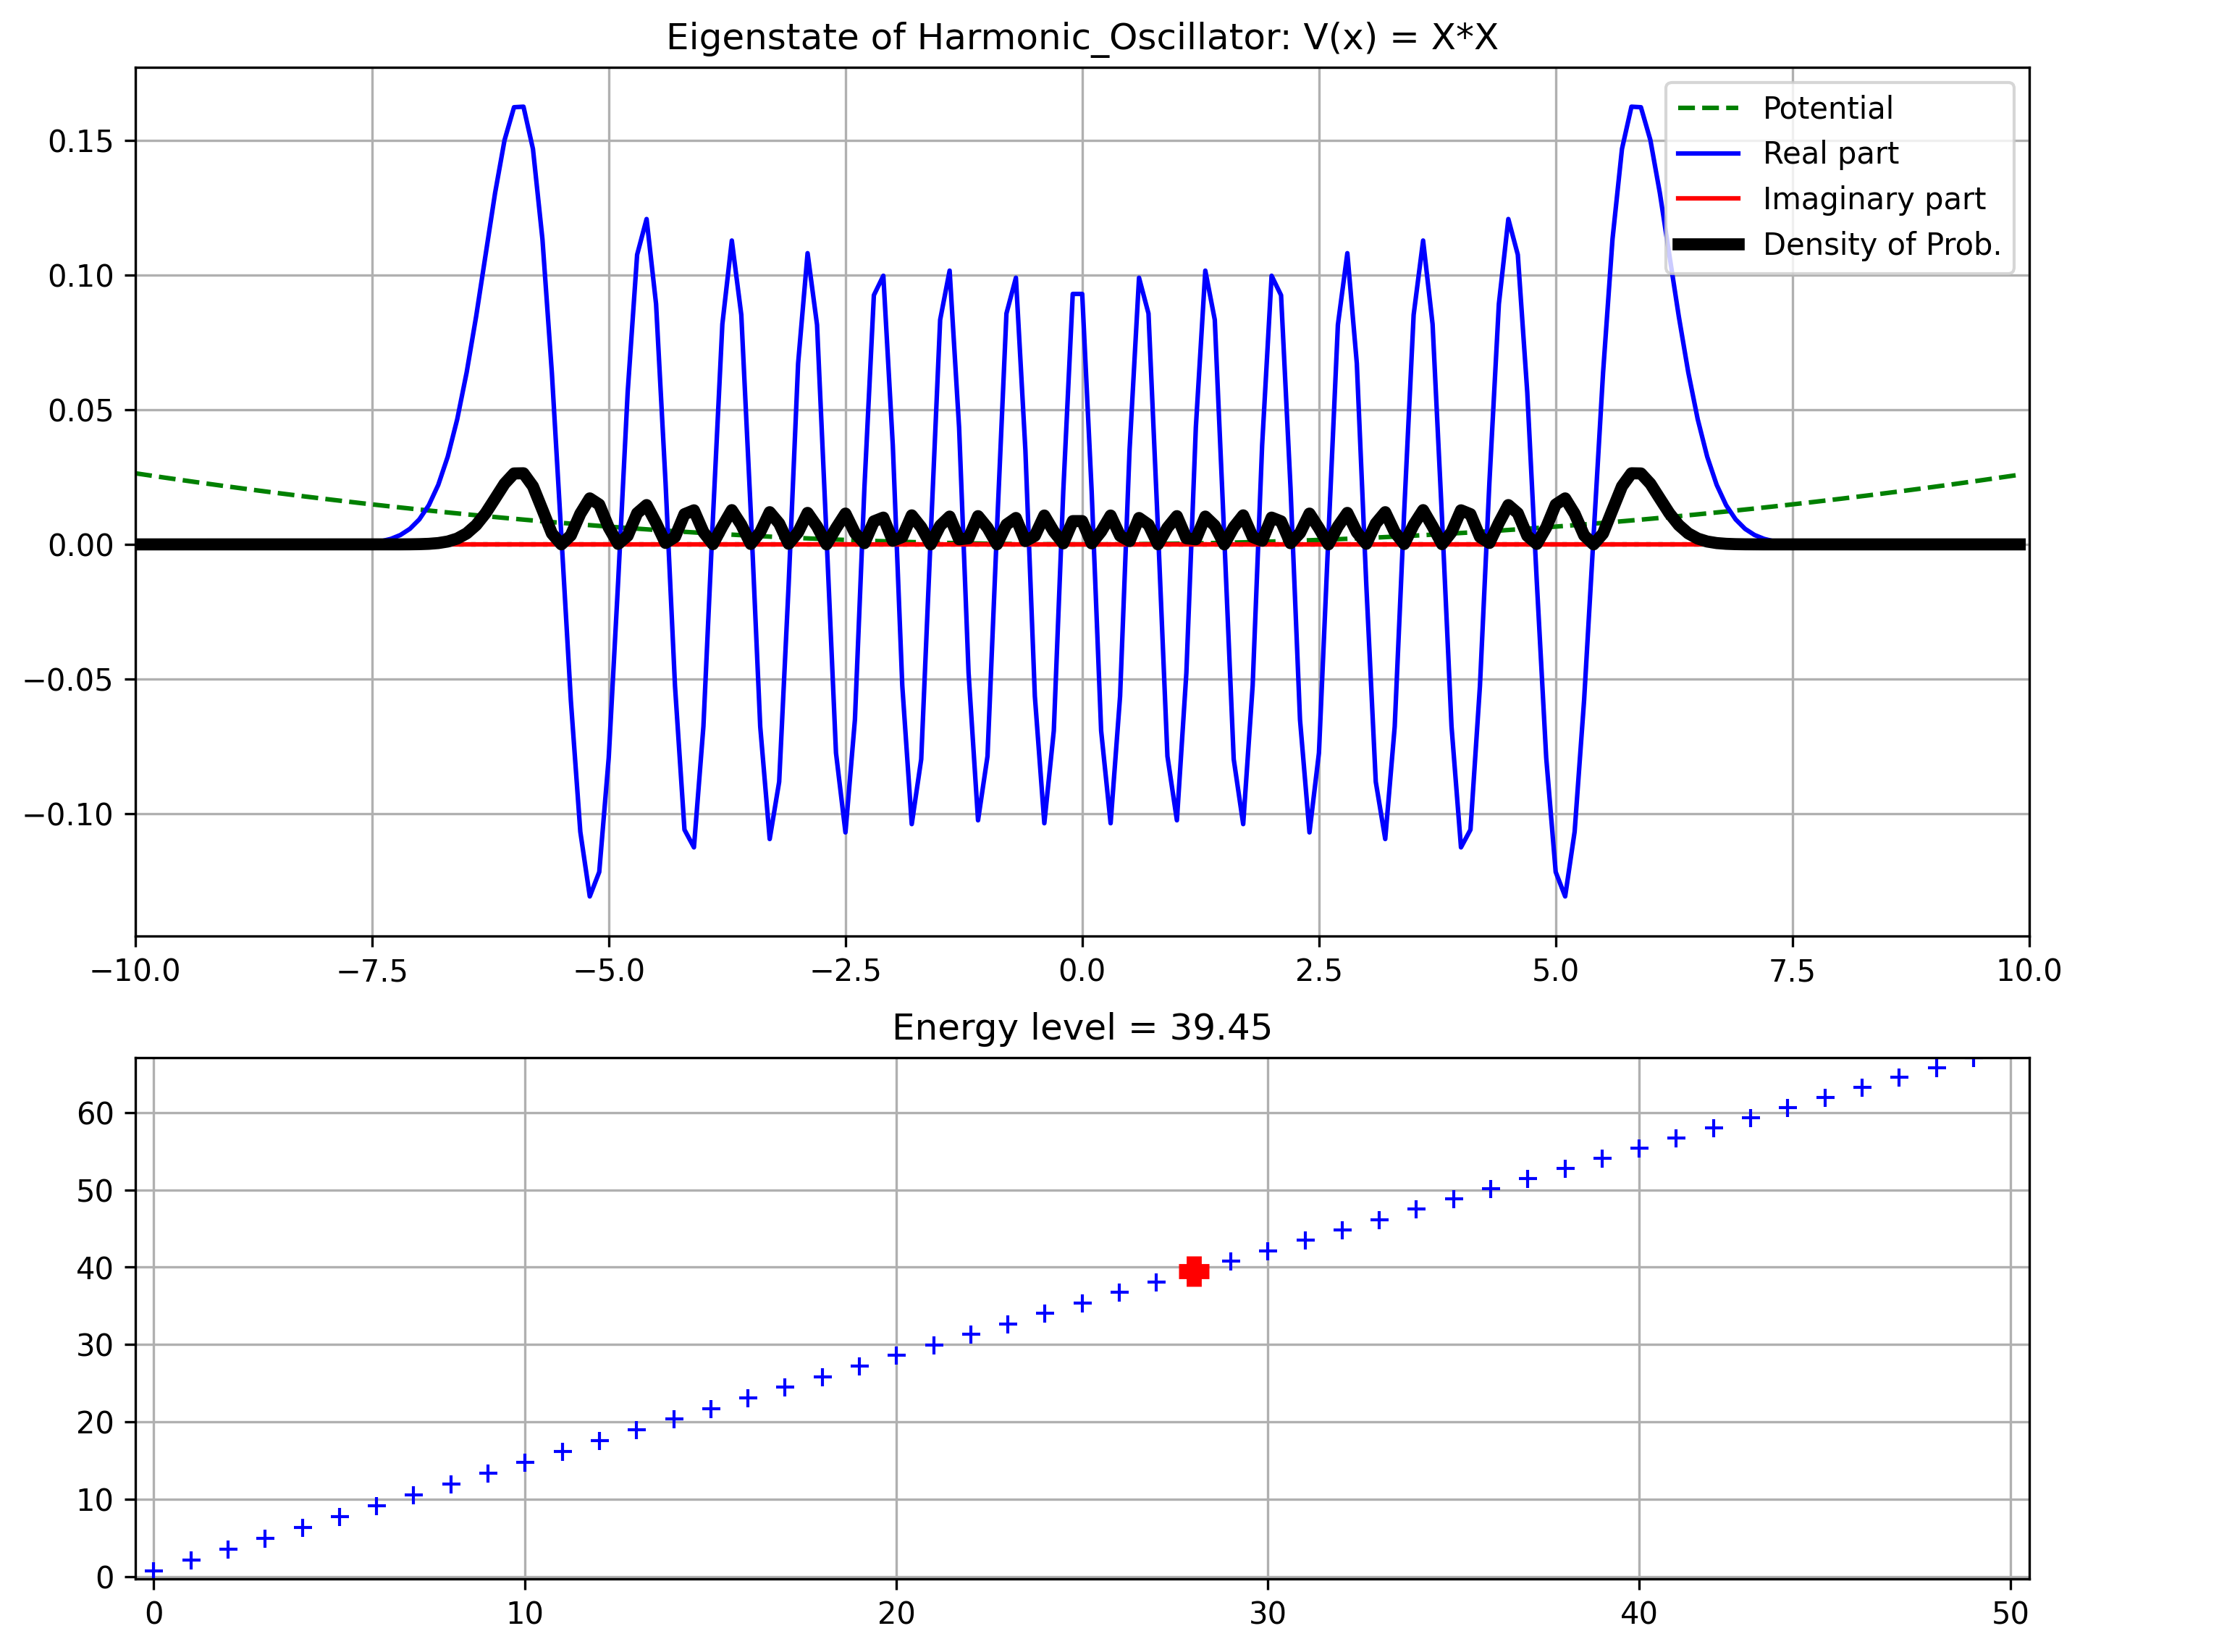 Eigenstate of Harmonic_Oscillator: V(x) = X*X
Potential
Real part
Imaginary part
Density of Prob.
0.15
0.10
0.05
0.00
−0.05
−0.10
−10.0 −7.5 −5.0 −2.5 0.0 2.5 5.0 7.5 10.0
Energy level = 39.45
60
50
40
30
20
10
0
0 10 20 30 40 50